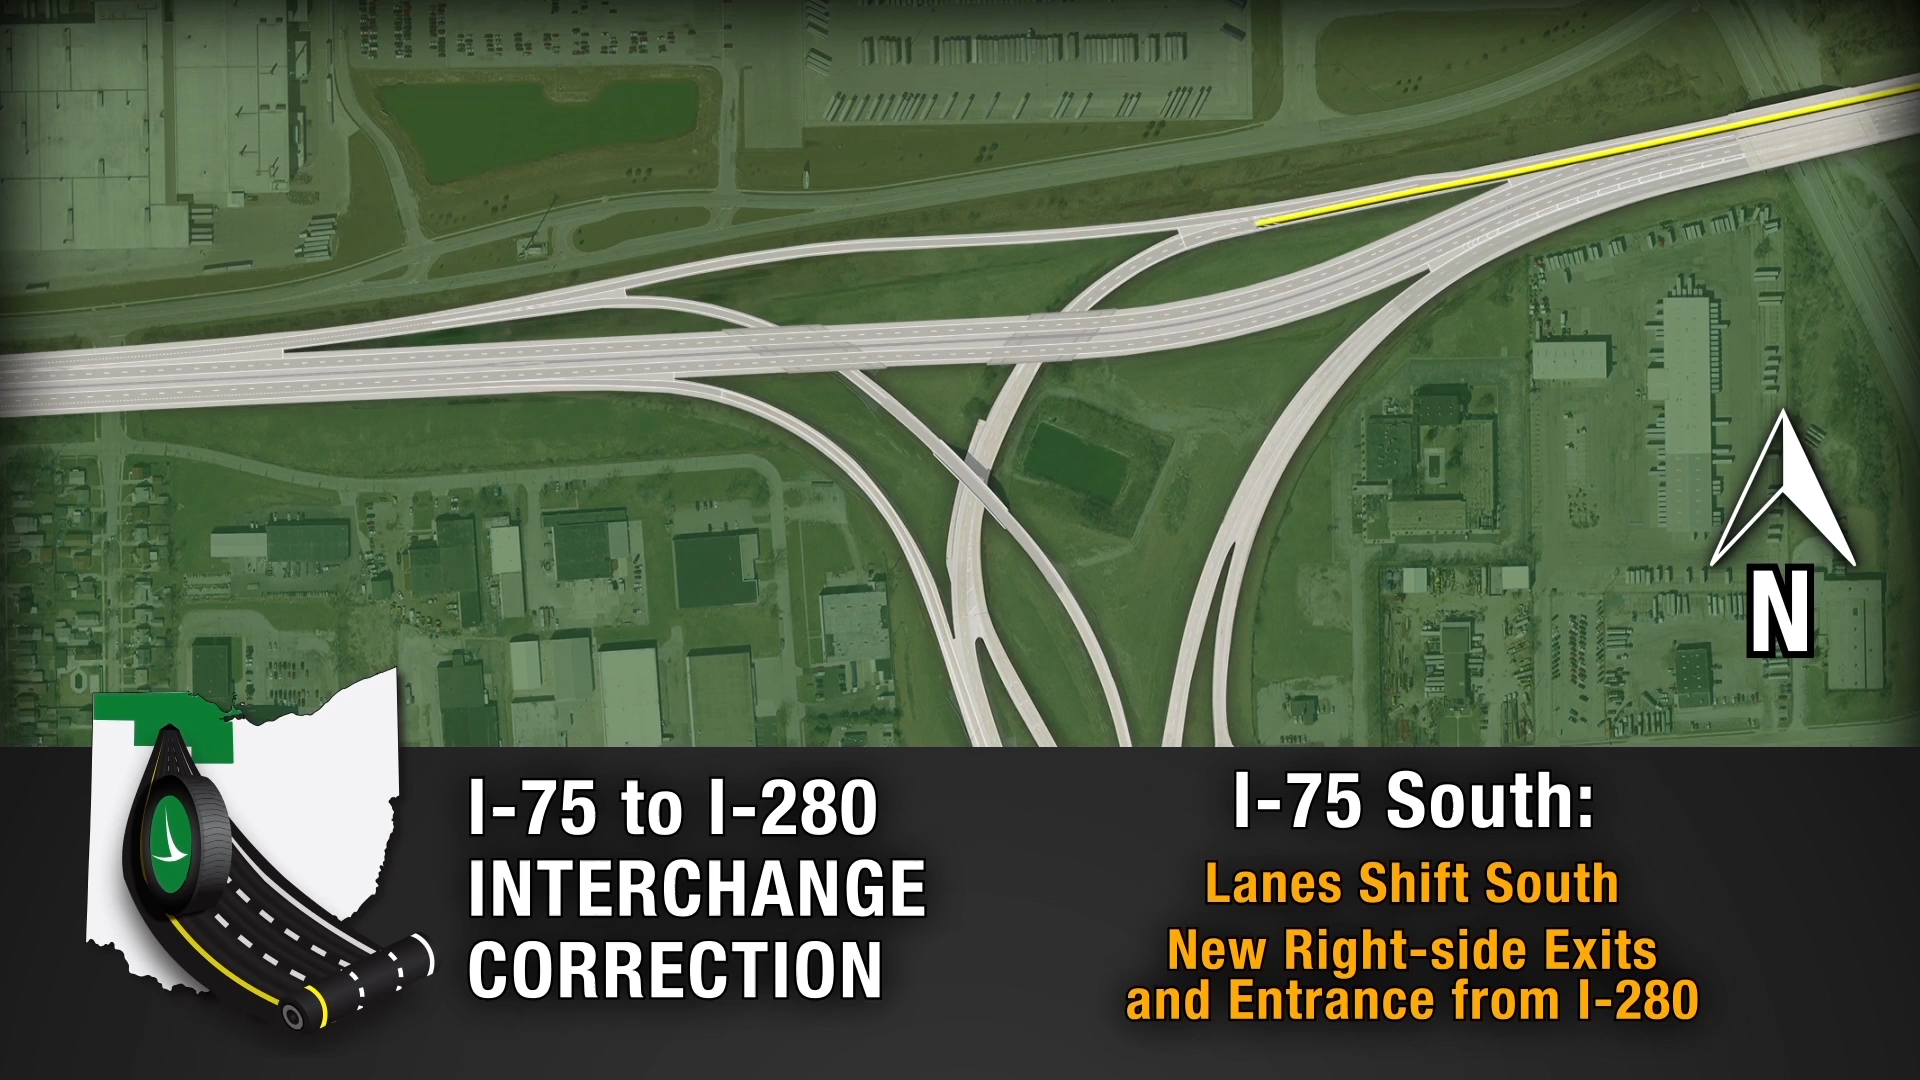 N
I-75 to I-280
INTERCHANGE
CORRECTION
I-75 South:
Lanes Shift South
New Right-side Exits
and Entrance from I-280